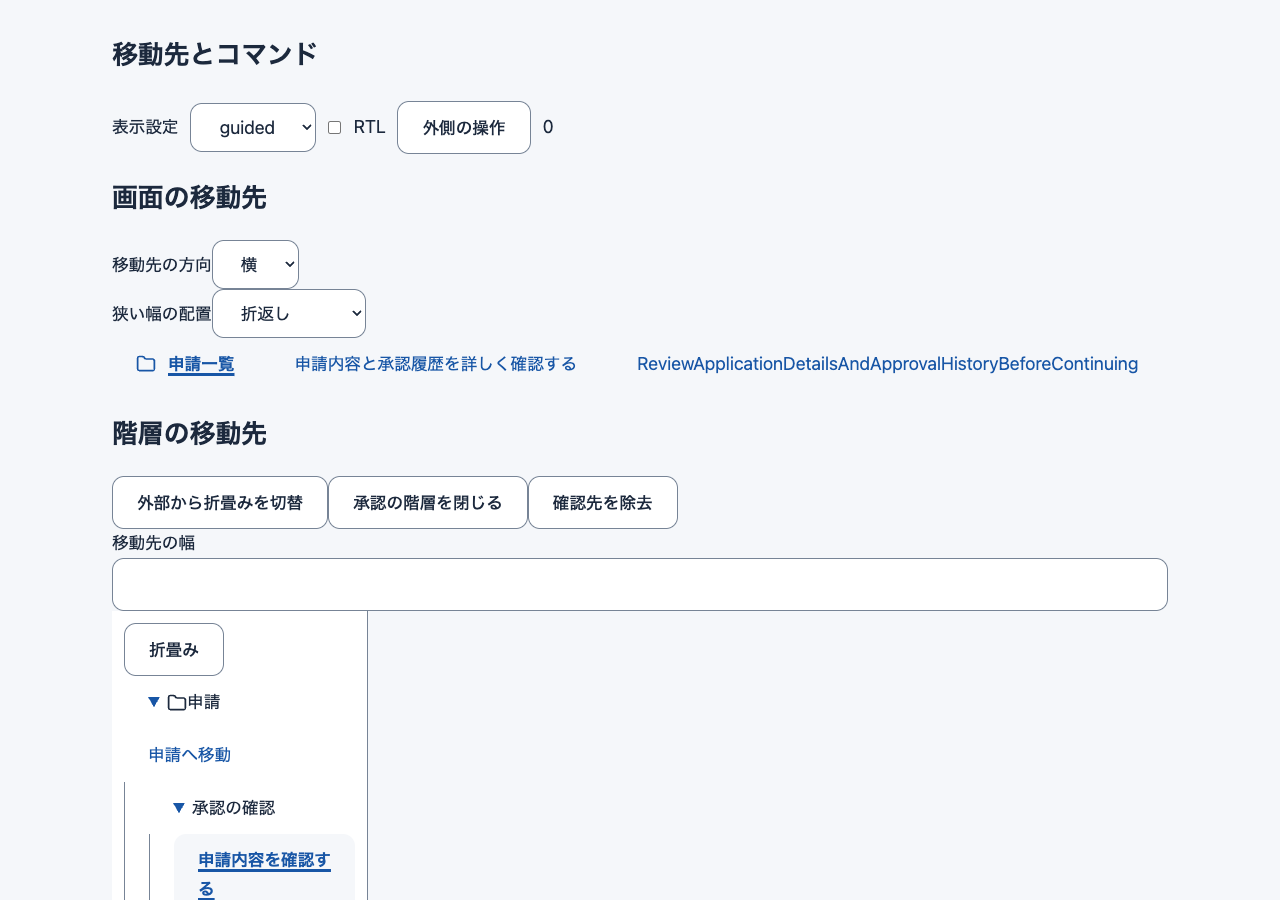 移動先とコマンド
表示設定 guided RTL 外側の操作 0
画面の移動先
移動先の方向 横
狭い幅の配置 折返し
申請一覧 申請内容と承認履歴を詳しく確認する ReviewApplicationDetailsAndApprovalHistoryBeforeContinuing
階層の移動先
外部から折畳みを切替 承認の階層を閉じる 確認先を除去
移動先の幅
折畳み
申請
申請へ移動
承認の確認
申請内容を確認す
る